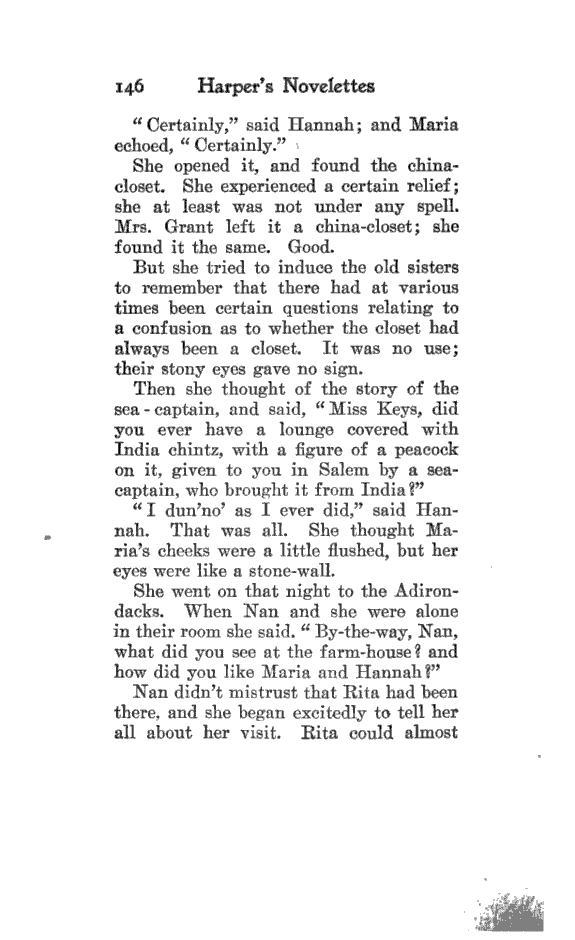 146 Harper's Novelettes
“Certainly,” said Hannah; and Maria
echoed, “Certainly.”
She opened it, and found the china-
closet. She experienced a certain relief;
she at least was not under any spell.
Mrs. Grant left it a china-closet; she
found it the same. Good.
But she tried to induce the old sisters
to remember that there had at various
times been certain questions relating to
a confusion as to whether the closet had
always been a closet. It was no use;
their stony eyes gave no sign.
Then she thought of the story of the
sea-captain, and said, “Miss Keys, did
you ever have a lounge covered with
India chintz, with a figure of a peacock
on it, given to you in Salem by a sea-
captain, who brought it from India?”
“I dun'no' as I ever did,” said Han-
nah. That was all. She thought Ma-
ria's cheeks were a little flushed, but her
eyes were like a stone-wall.
She went on that night to the Adiron-
dacks. When Nan and she were alone
in their room she said. “By-the-way, Nan,
what did you see at the farm-house? and
how did you like Maria and Hannah?”
Nan didn't mistrust that Rita had been
there, and she began excitedly to tell her
all about her visit. Rita could almost